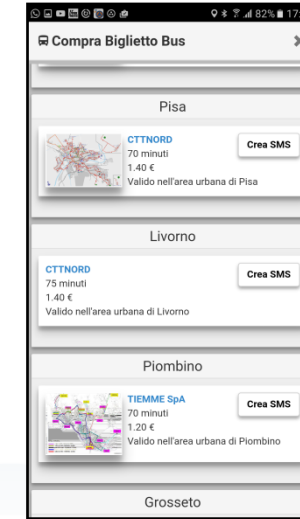 82% 17:
Compra Biglietto Bus
Pisa
CTTNORD
70 minuti
1.40 €
Valido nell'area urbana di Pisa
Crea SMS
Livorno
CTTNORD
75 minuti
1.40 €
Valido nell'area urbana di Livorno
Crea SMS
Piombino
TIEMME SpA
70 minuti
1.20 €
Valido nell'area urbana di Piombino
Crea SMS
Grosseto